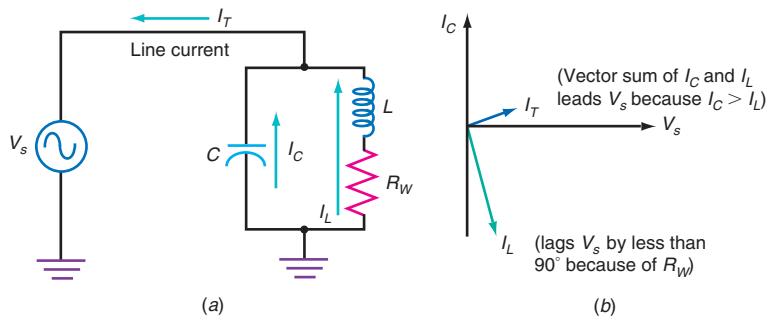 I_T
Line current
V_s
C
I_C
L
R_W
I_L
(a)
I_C
(Vector sum of I_C and I_L
leads V_s because I_C > I_L)
I_T
V_s
I_L (lags V_s by less than
90° because of R_W)
(b)